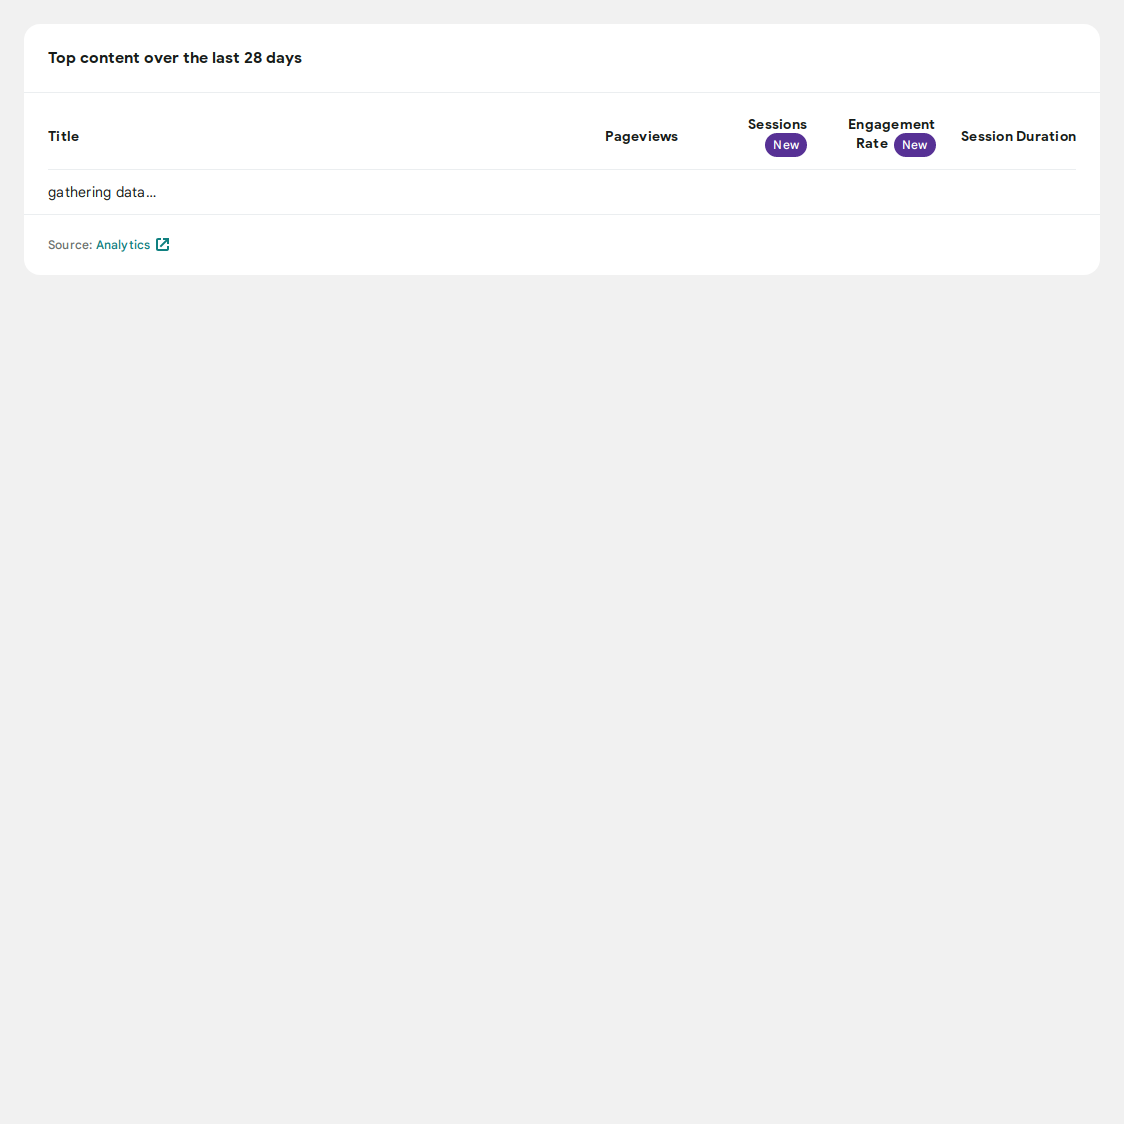 Top content over the last 28 days
Title
Pageviews
Sessions
New
Engagement
Rate New
Session Duration
gathering data...
Source: Analytics